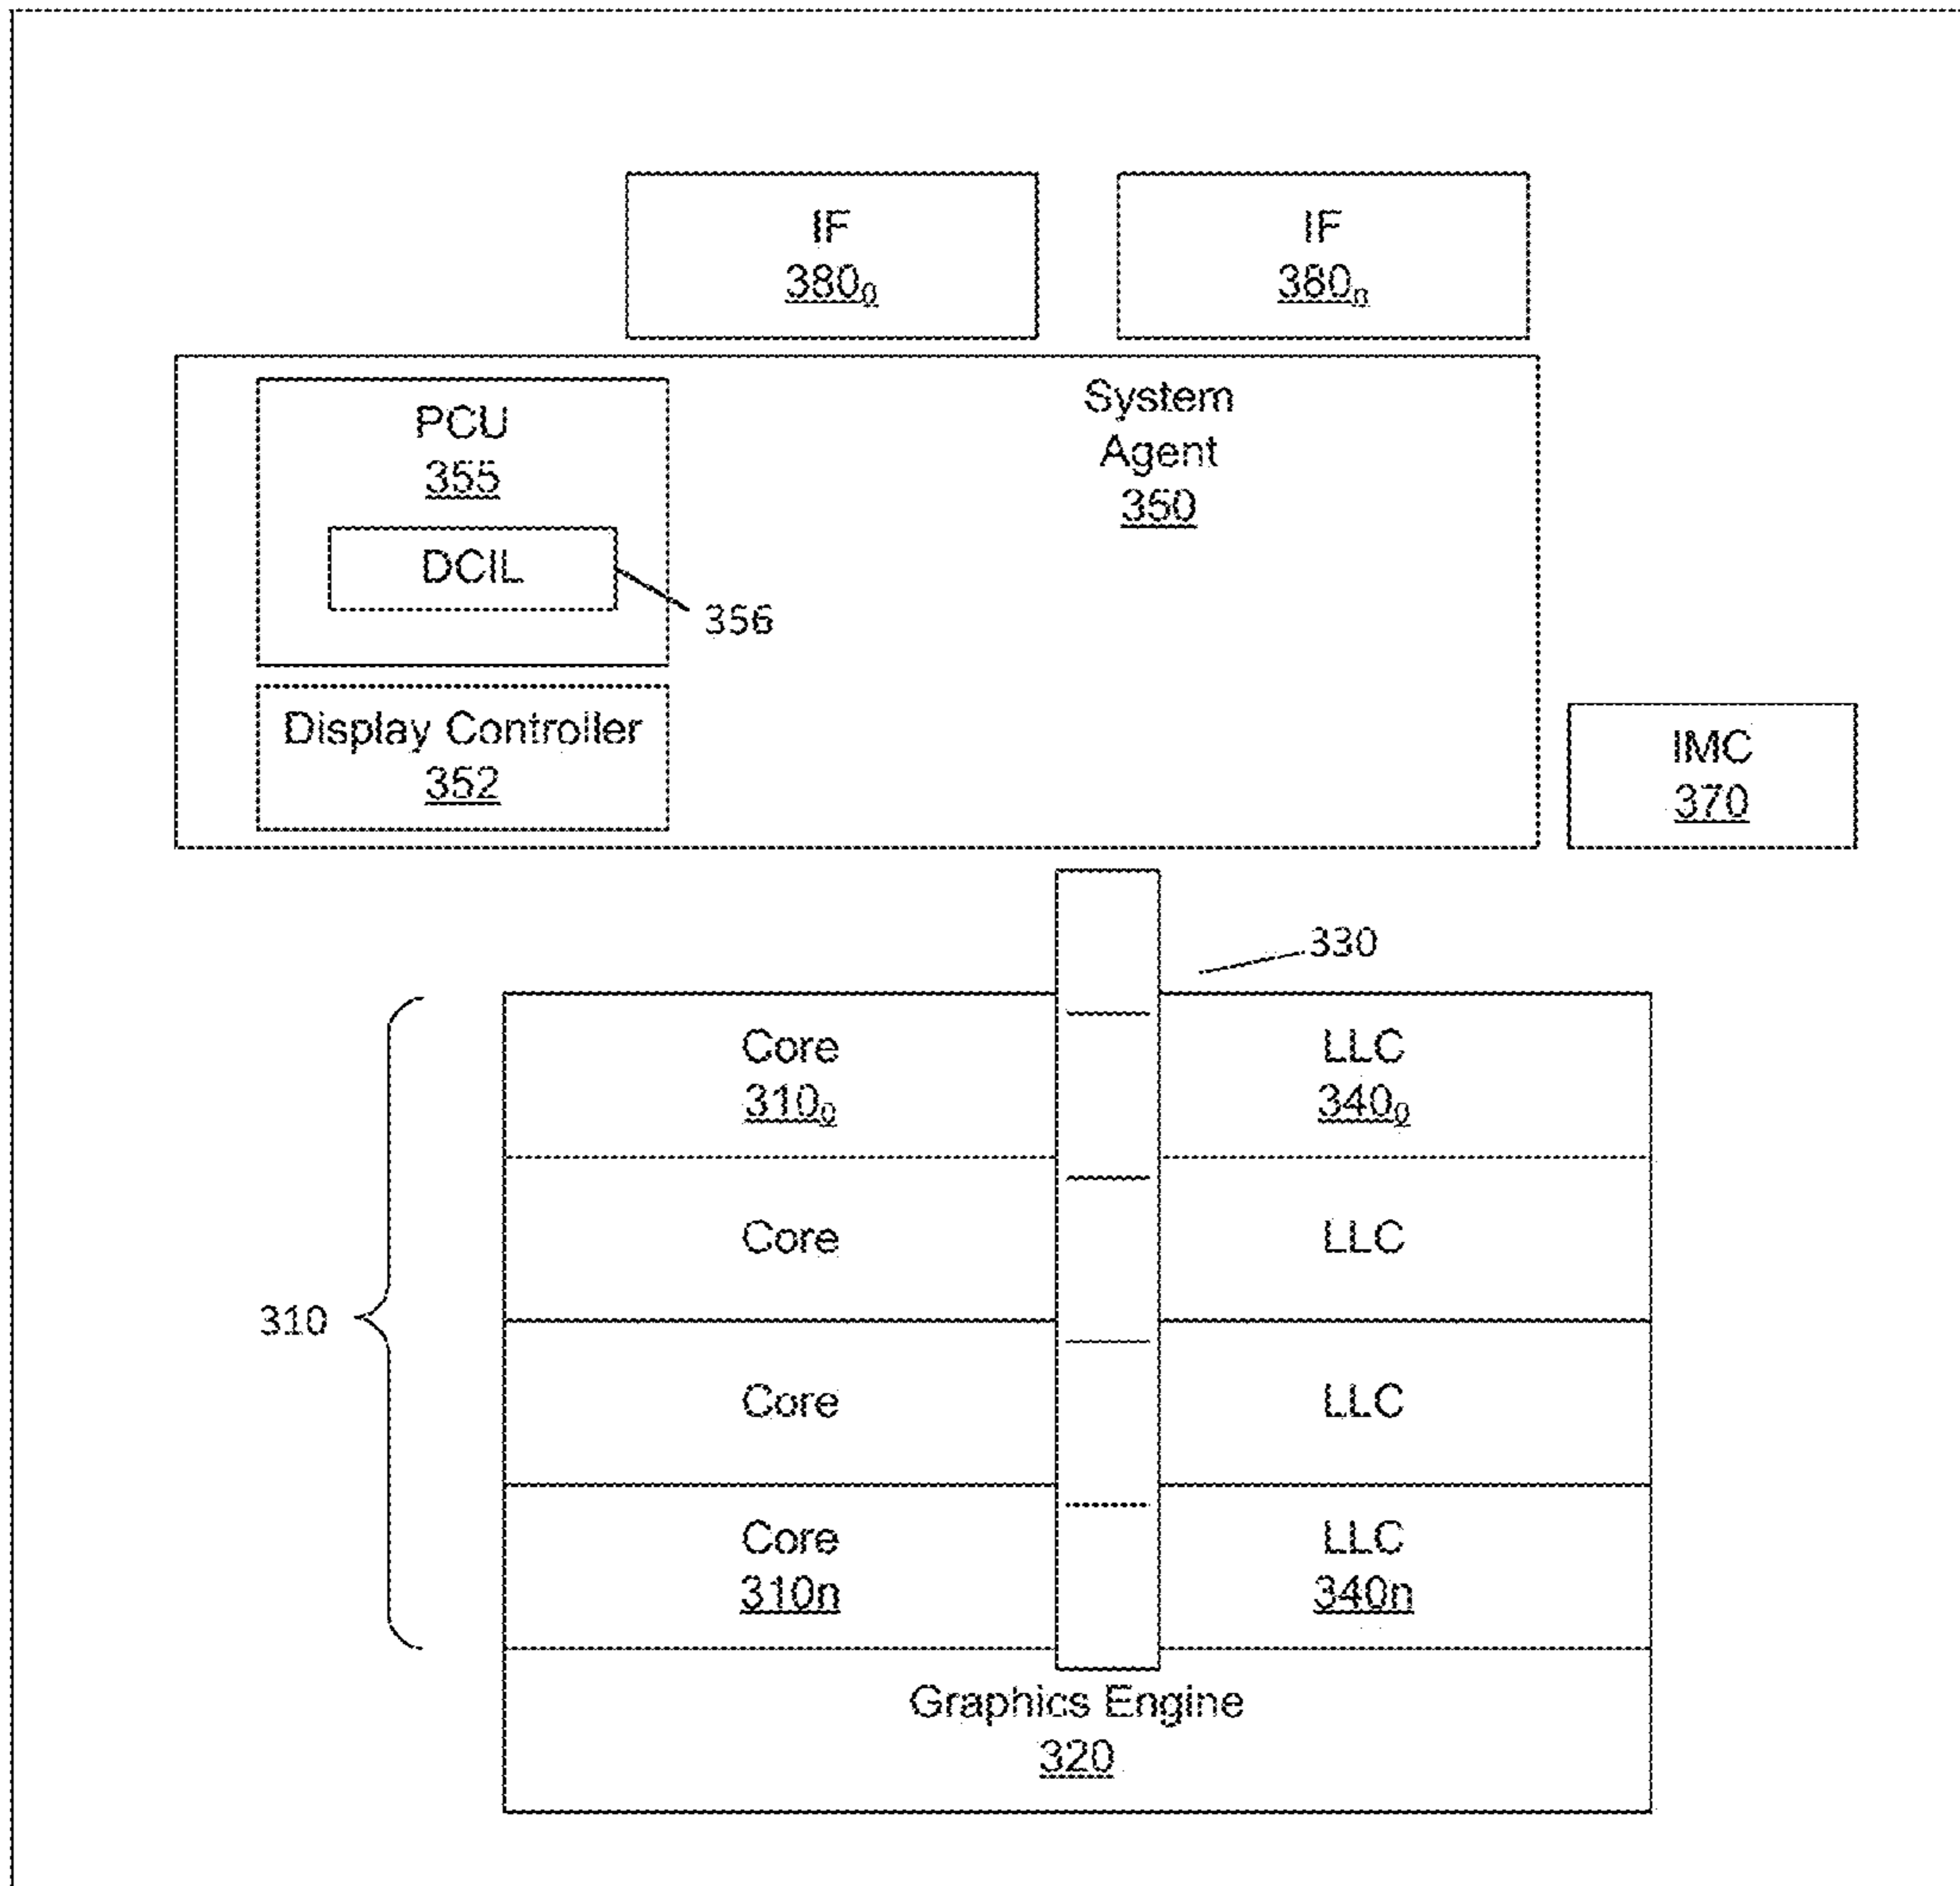 IF
380₀
IF
380ₙ
PCU
355
DCIL
356
System
Agent
350
Display Controller
352
IMC
370
330
310
Core
310₀
LLC
340₀
Core
LLC
Core
LLC
Core
310n
LLC
340n
Graphics Engine
320